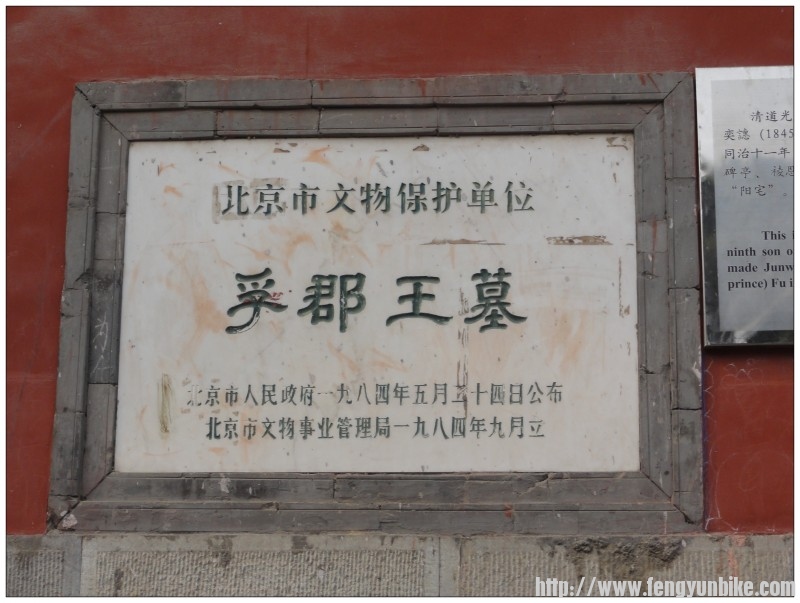 北京市文物保护单位
孚郡王墓
北京市人民政府一九八四年五月二十四日公布
北京市文物事业管理局一九八四年九月立
清道光
奕譓 (1845
同治十一年
碑亭、棱恩
“阳宅”
This i
ninth son o
made Junw
prince) Fu i
http://www.fengyunbike.com